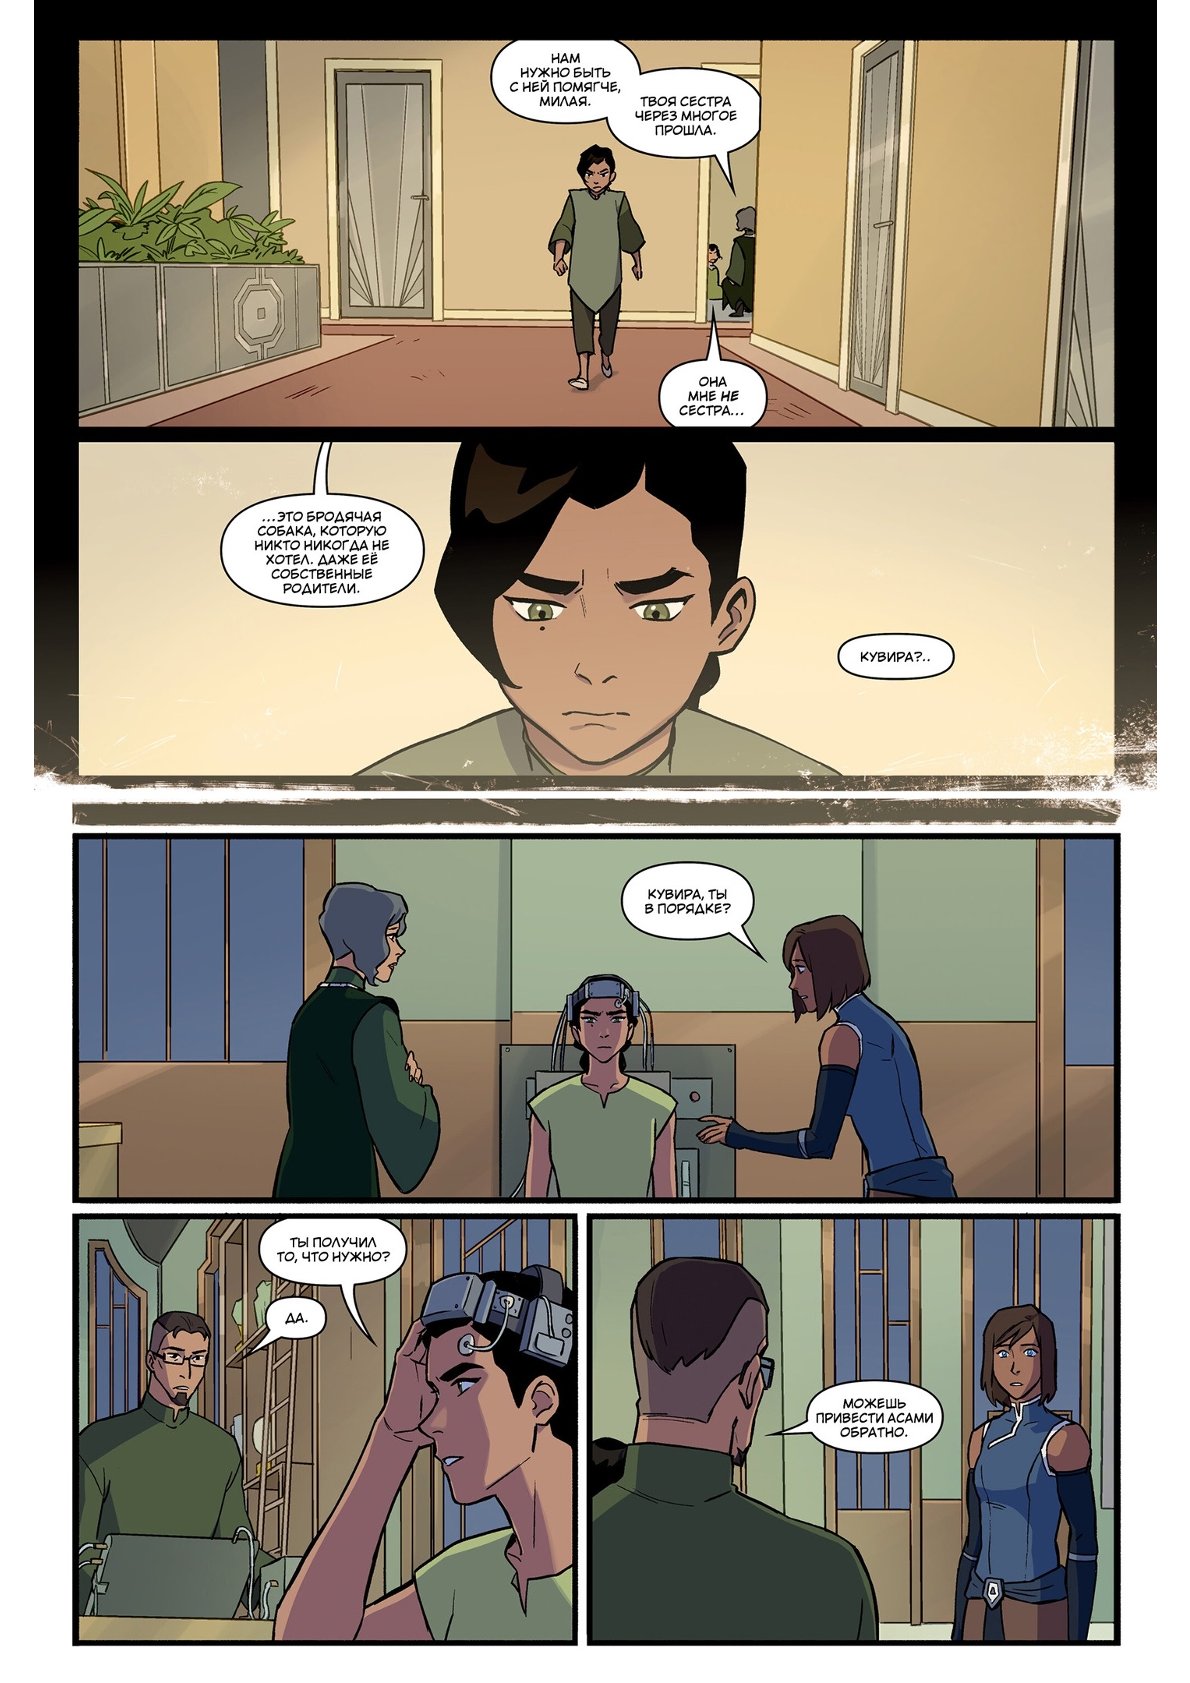 НАМ
НУЖНО БЫТЬ
С НЕЙ ПОМЯГЧЕ,
МИЛАЯ.
ТВОЯ СЕСТРА
ЧЕРЕЗ МНОГОЕ
ПРОШЛА.
ОНА
МНЕ НЕ
СЕСТРА...
...ЭТО БРОДЯЧАЯ
СОБАКА, КОТОРУЮ
НИКТО НИКОГДА НЕ
ХОТЕЛ. ДАЖЕ ЕЁ
СОБСТВЕННЫЕ
РОДИТЕЛИ.
КУВИРА?..
КУВИРА, ТЫ
В ПОРЯДКЕ?
ТЫ ПОЛУЧИЛ
ТО, ЧТО НУЖНО?
ДА.
МОЖЕШЬ
ПРИВЕСТИ АСАМИ
ОБРАТНО.